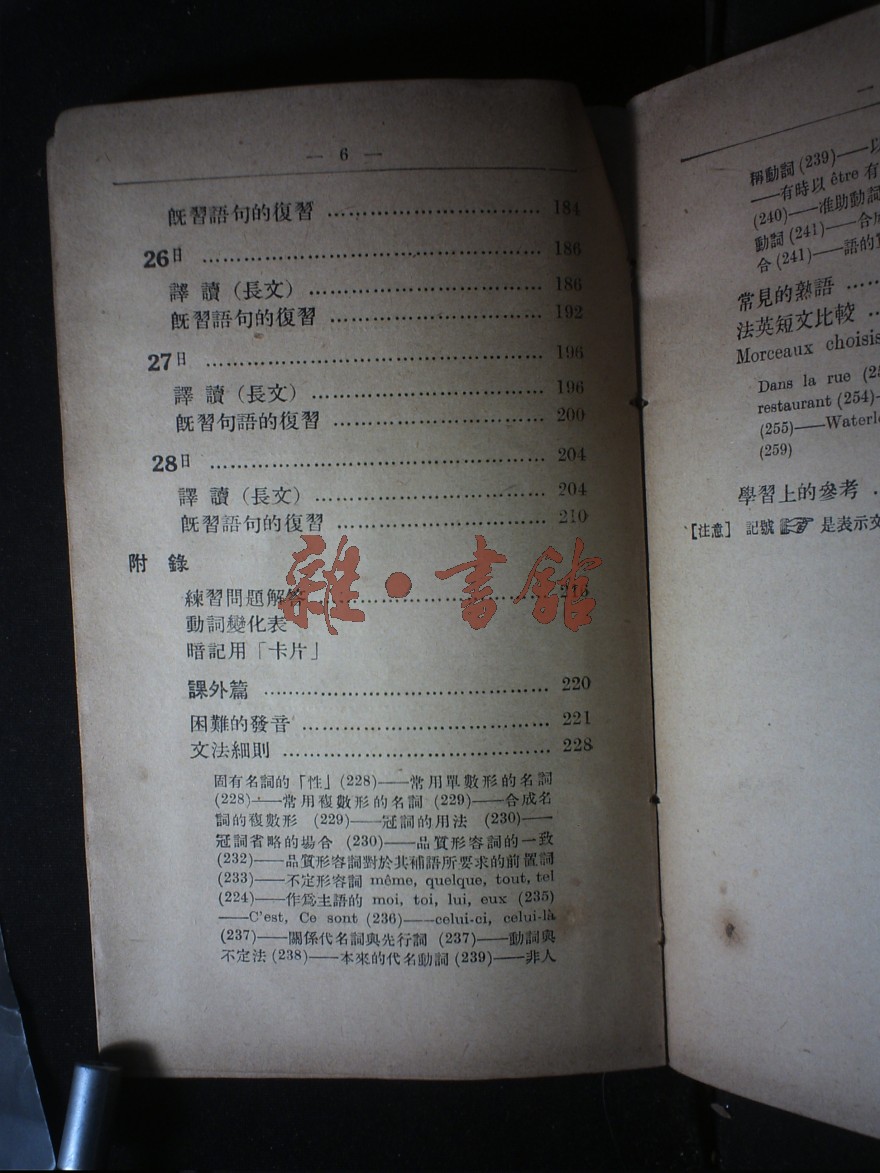 — 6 —
既習語句的復習 …………………………… 184
26日 …………………………………………… 186
譯 讀 (長文) ……………………………… 186
既習語句的復習 …………………………… 192
27日 …………………………………………… 196
譯 讀 (長文) ……………………………… 196
既習句語的復習 …………………………… 200
28日 …………………………………………… 204
譯 讀 (長文) ……………………………… 204
既習語句的復習 …………………………… 210
附 錄
練習問題解答 ……………………………
動詞變化表
暗記用「卡片」
雜•書館
課外篇 ……………………………………… 220
困難的發音 ………………………………… 221
文法細則 …………………………………… 228
固有名詞的「性」(228)——常用單數形的名詞
(228)——常用複數形的名詞 (229)——合成名
詞的複數形 (229)——冠詞的用法 (230)——
冠詞省略的場合 (230)——品質形容詞的一致
(232)——品質形容詞對於其補語所要求的前置詞
(233)——不定形容詞 même, quelque, tout, tel
(224)——作爲主語的 moi, toi, lui, eux (235)
——C'est, Ce sont (236)——celui-ci, celui-là
(237)——關係代名詞與先行詞 (237)——動詞與
不定法 (238)——本來的代名動詞 (239)——非人
稱動詞 (239)——以
——有時以 être 有
(240)——准助動詞
動詞 (241)——合成
合 (241)——語的
常見的熟語 ……
法英短文比較 …
Morceaux choisis
Dans la rue
restaurant (254)—
(255)——Waterl
(259)
學習上的參考 …
[注意] 記號 ☞ 是表示文